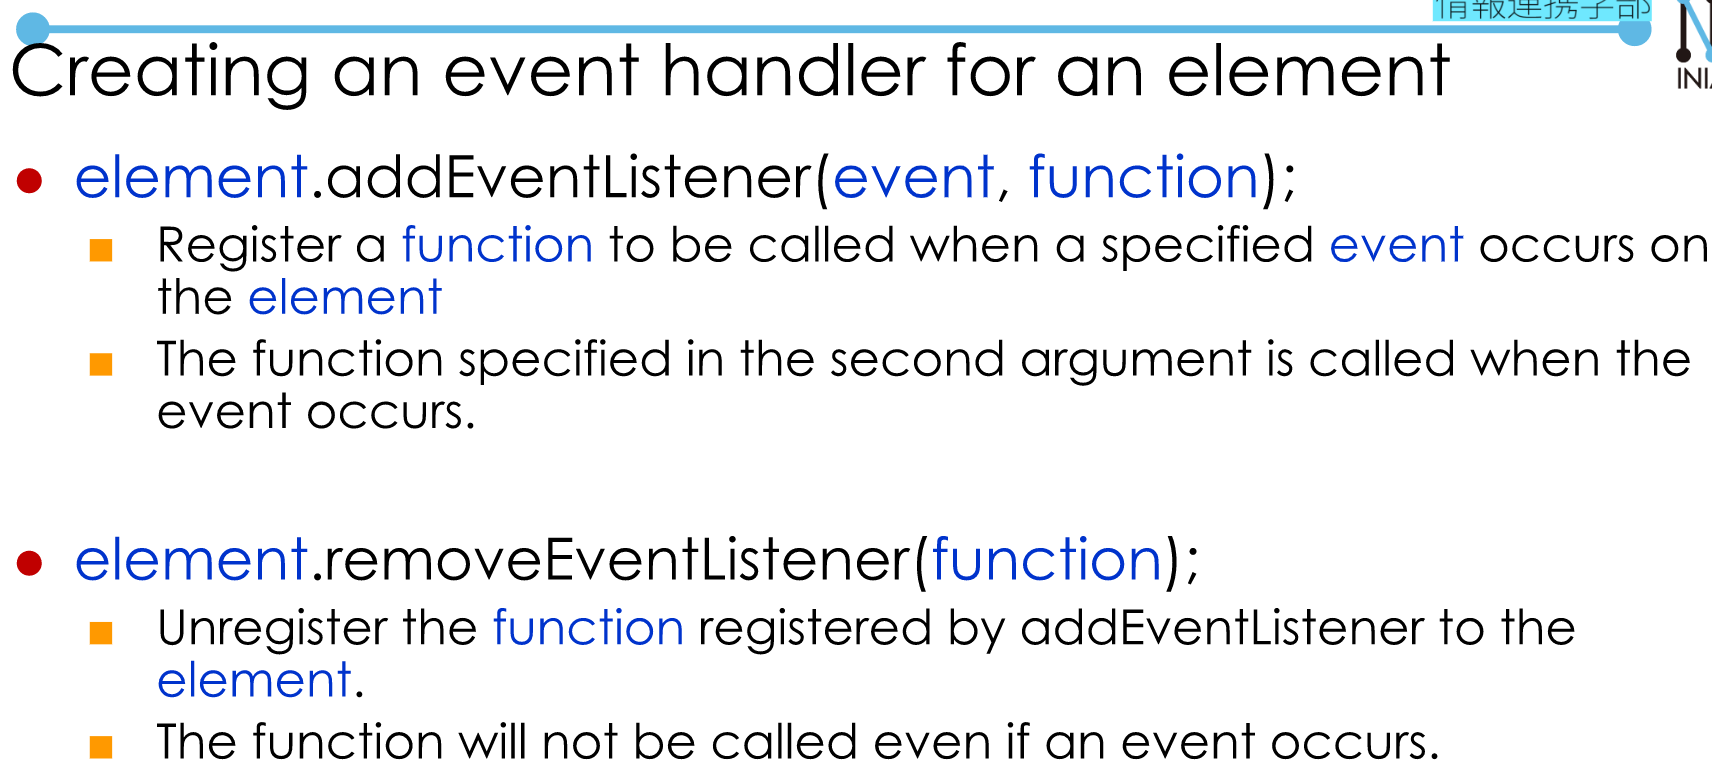 情報連携学部
Creating an event handler for an element
INIA
● element.addEventListener(event, function);
■ Register a function to be called when a specified event occurs on
the element
■ The function specified in the second argument is called when the
event occurs.
● element.removeEventListener(function);
■ Unregister the function registered by addEventListener to the
element.
■ The function will not be called even if an event occurs.